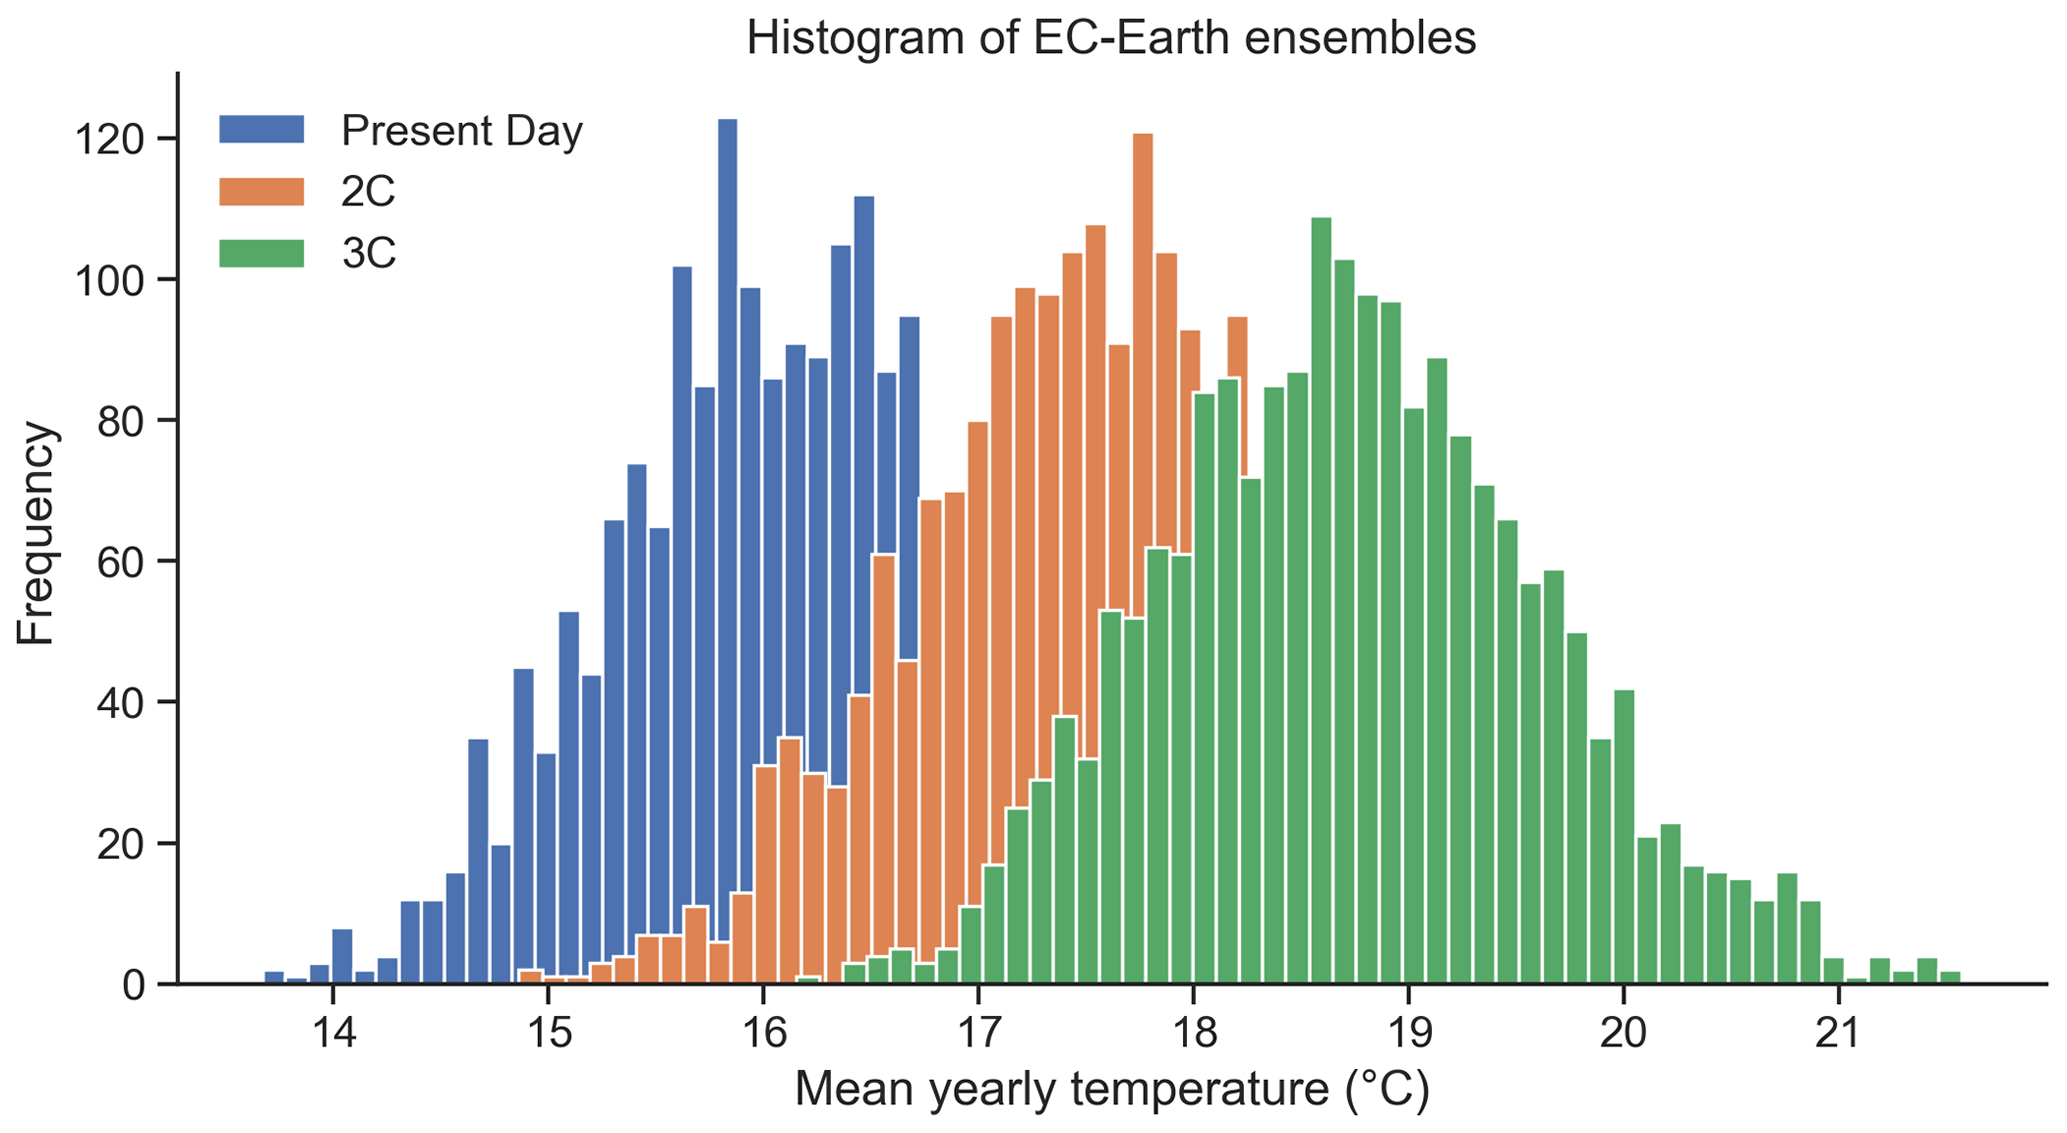 Histogram of EC-Earth ensembles
Present Day
2C
3C
120
100
80
60
40
20
0
Frequency
14 15 16 17 18 19 20 21
Mean yearly temperature (°C)